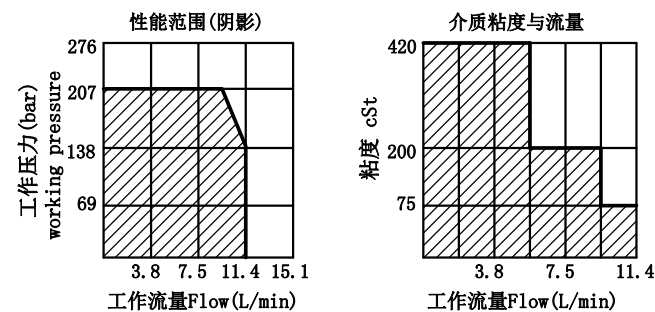 性能范围(阴影)
276
207
138
69
工作压力(bar)
working pressure
3.8 7.5 11.4 15.1
工作流量Flow(L/min)
介质粘度与流量
420
200
75
粘度 cSt
3.8 7.5 11.4
工作流量Flow(L/min)